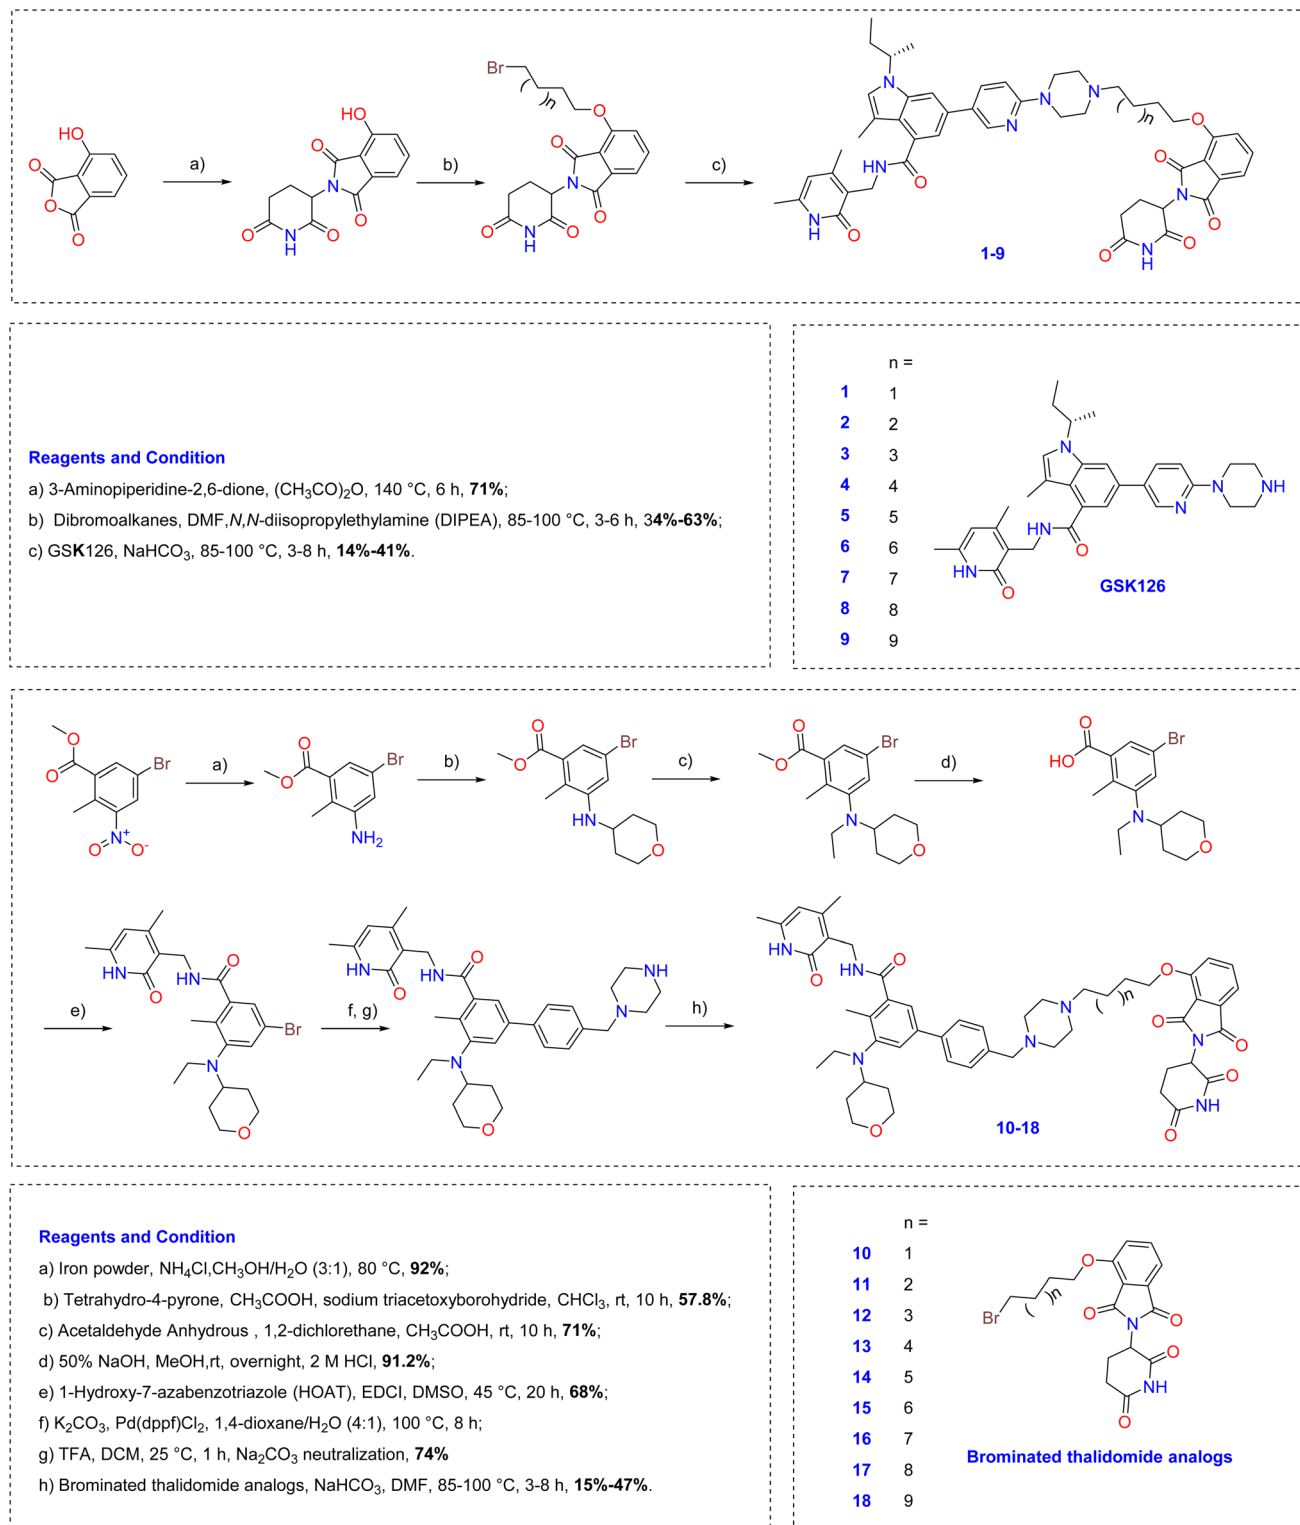 HO
O
O
O
a)
HO
O
N
O
O
N
H
O
b)
Br
( )n
O
O
N
O
O
N
H
O
c)
N
N
N
N
( )n
O
HN
O
N
H
O
O
N
O
O
N
H
O
1-9
Reagents and Condition
a) 3-Aminopiperidine-2,6-dione, (CH3CO)2O, 140 °C, 6 h, 71%;
b) Dibromoalkanes, DMF,N,N-diisopropylethylamine (DIPEA), 85-100 °C, 3-6 h, 34%-63%;
c) GSK126, NaHCO3, 85-100 °C, 3-8 h, 14%-41%.
n =
1 1
2 2
3 3
4 4
5 5
6 6
7 7
8 8
9 9
N
N
N
NH
HN
O
HN
O
GSK126
O
O
Br
N+
O
O-
a)
O
O
Br
NH2
b)
O
O
Br
HN
O
c)
O
O
Br
N
O
d)
O
HO
Br
N
O
e)
HN
O
HN
O
Br
N
O
f, g)
HN
O
HN
O
NH
N
N
O
h)
HN
O
HN
O
N
N
( )n
O
O
N
O
O
NH
O
N
O
10-18
Reagents and Condition
a) Iron powder, NH4Cl,CH3OH/H2O (3:1), 80 °C, 92%;
b) Tetrahydro-4-pyrone, CH3COOH, sodium triacetoxyborohydride, CHCl3, rt, 10 h, 57.8%;
c) Acetaldehyde Anhydrous , 1,2-dichlorethane, CH3COOH, rt, 10 h, 71%;
d) 50% NaOH, MeOH,rt, overnight, 2 M HCl, 91.2%;
e) 1-Hydroxy-7-azabenzotriazole (HOAT), EDCI, DMSO, 45 °C, 20 h, 68%;
f) K2CO3, Pd(dppf)Cl2, 1,4-dioxane/H2O (4:1), 100 °C, 8 h;
g) TFA, DCM, 25 °C, 1 h, Na2CO3 neutralization, 74%
h) Brominated thalidomide analogs, NaHCO3, DMF, 85-100 °C, 3-8 h, 15%-47%.
n =
10 1
11 2
12 3
13 4
14 5
15 6
16 7
17 8
18 9
Br
( )n
O
O
N
O
O
NH
O
Brominated thalidomide analogs